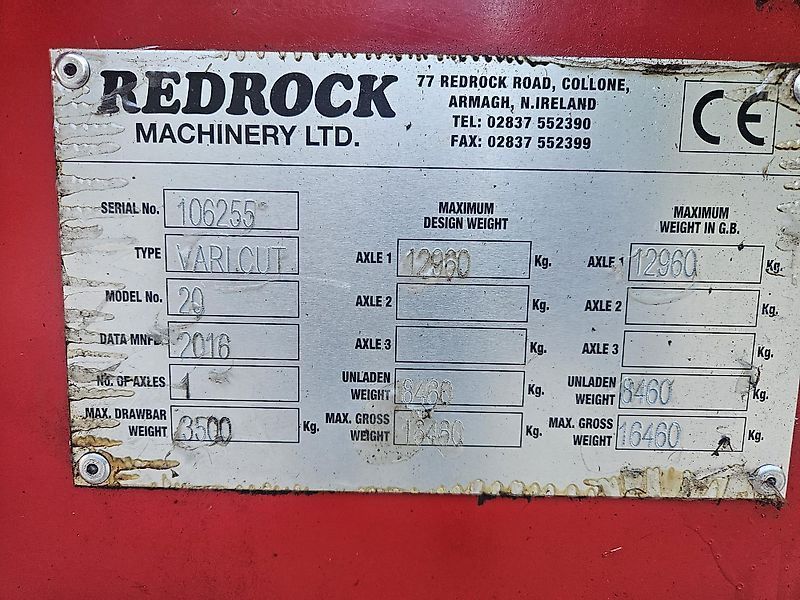 REDROCK
MACHINERY LTD.
77 REDROCK ROAD, COLLONE,
ARMAGH, N.IRELAND
TEL: 02837 552390
FAX: 02837 552399
CE
SERIAL No. 106255
TYPE VARI.CUT
MODEL No. 20
DATA MNFD 2016
No. OF AXLES 1
MAX. DRAWBAR
WEIGHT 3500 Kg.
MAXIMUM
DESIGN WEIGHT
AXLE 1 12960 Kg.
AXLE 2 Kg.
AXLE 3 Kg.
UNLADEN
WEIGHT 8460 Kg.
MAX. GROSS
WEIGHT 16460 Kg.
MAXIMUM
WEIGHT IN G.B.
AXLE 1 12960 Kg.
AXLE 2 Kg.
AXLE 3 Kg.
UNLADEN
WEIGHT 8460 Kg.
MAX. GROSS
WEIGHT 16460 Kg.